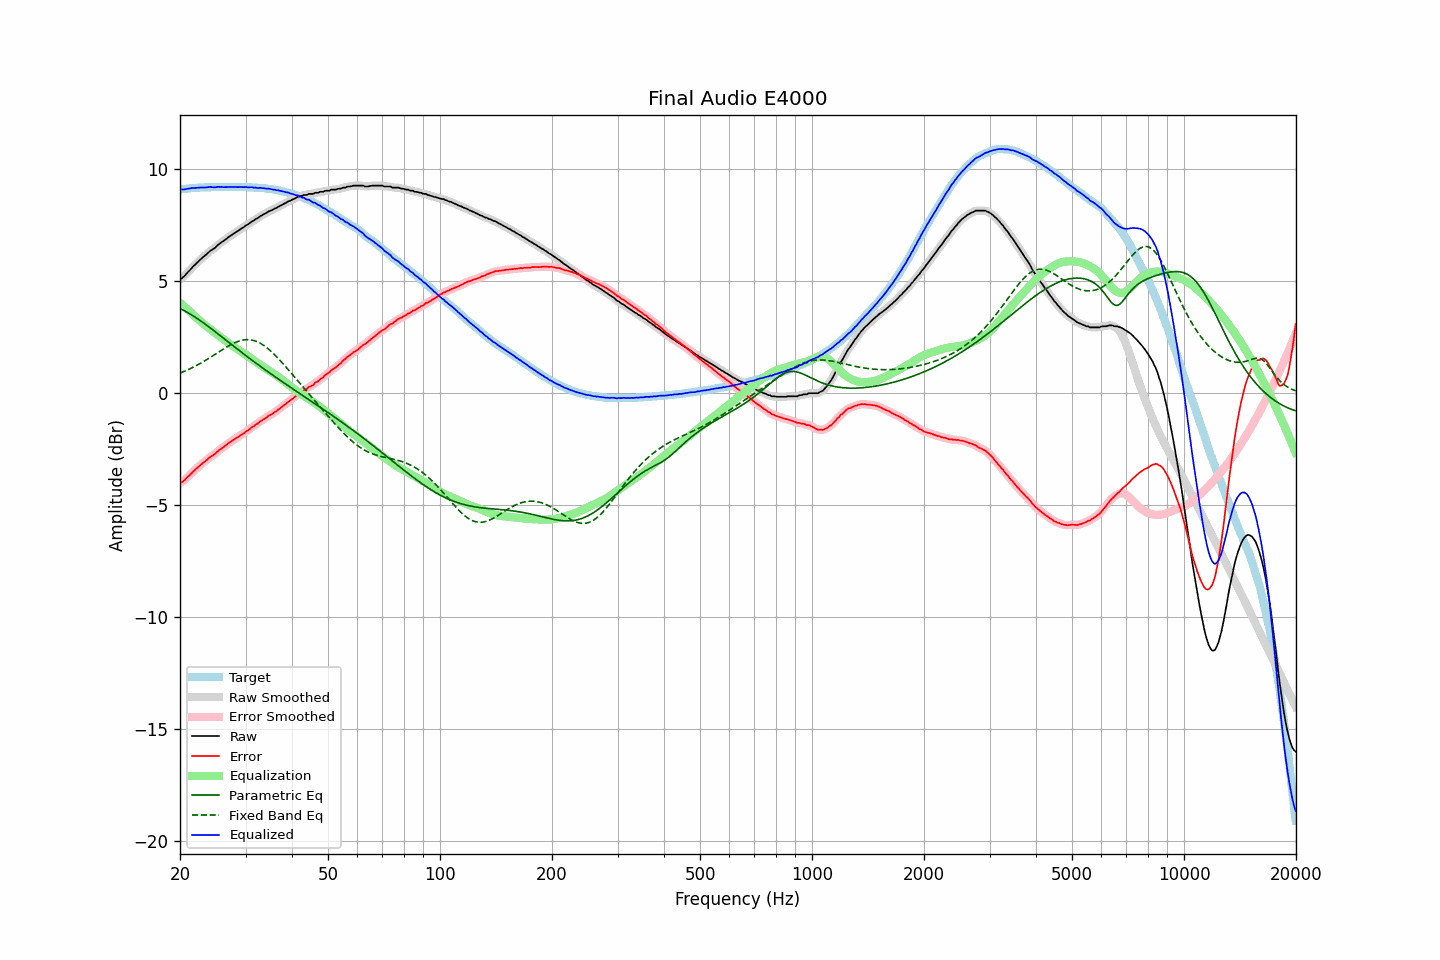 Final Audio E4000
Amplitude (dBr)
10
5
0
−5
−10
−15
−20
Target
Raw Smoothed
Error Smoothed
Raw
Error
Equalization
Parametric Eq
Fixed Band Eq
Equalized
20 50 100 200 500 1000 2000 5000 10000 20000
Frequency (Hz)